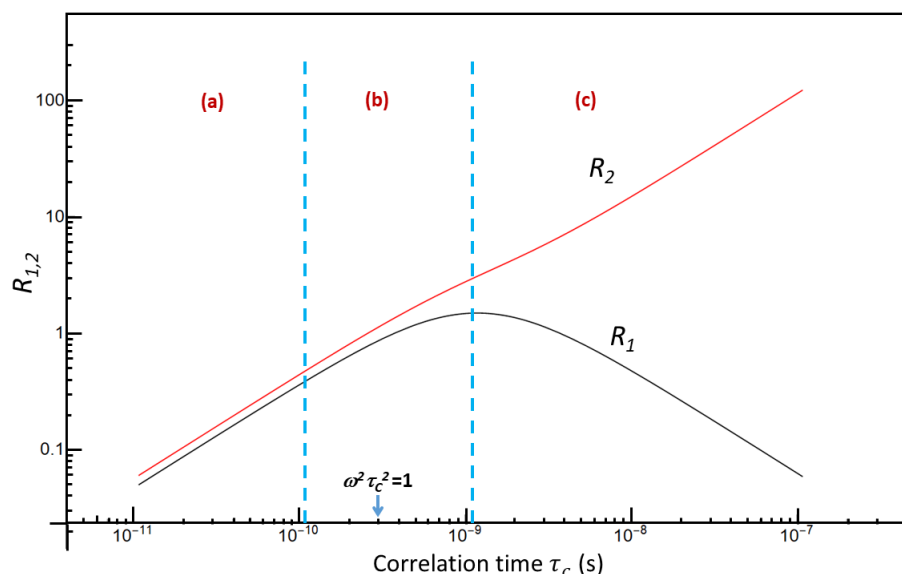 (a) (b) (c)
100
R₂
10
R₁,₂
1
R₁
0.1
ω²τc²=1
10⁻¹¹ 10⁻¹⁰ 10⁻⁹ 10⁻⁸ 10⁻⁷
Correlation time τc (s)